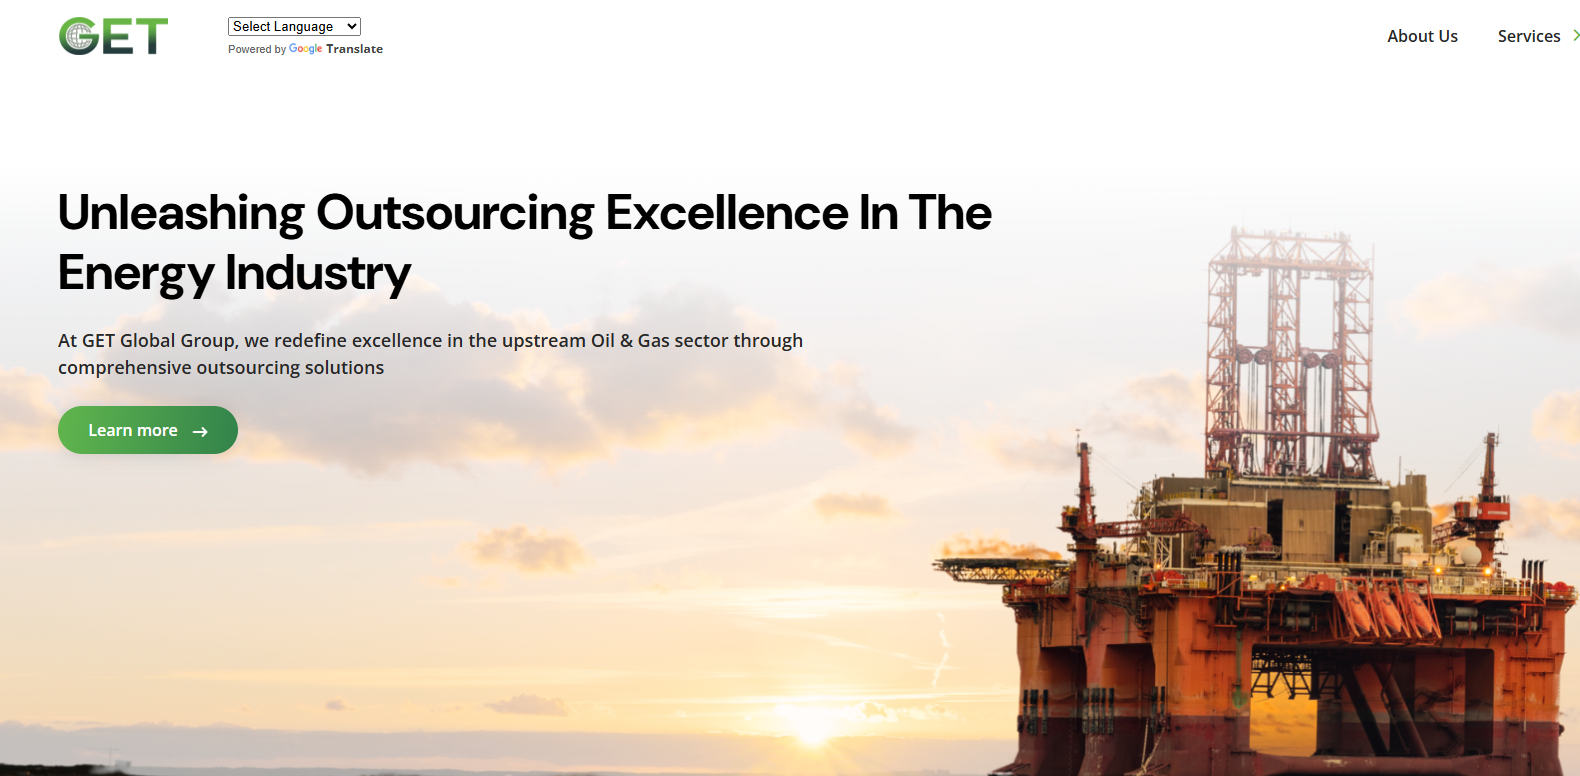 GET
Select Language
Powered by Google Translate
About Us
Services
Unleashing Outsourcing Excellence In The
Energy Industry
At GET Global Group, we redefine excellence in the upstream Oil & Gas sector through
comprehensive outsourcing solutions
Learn more →